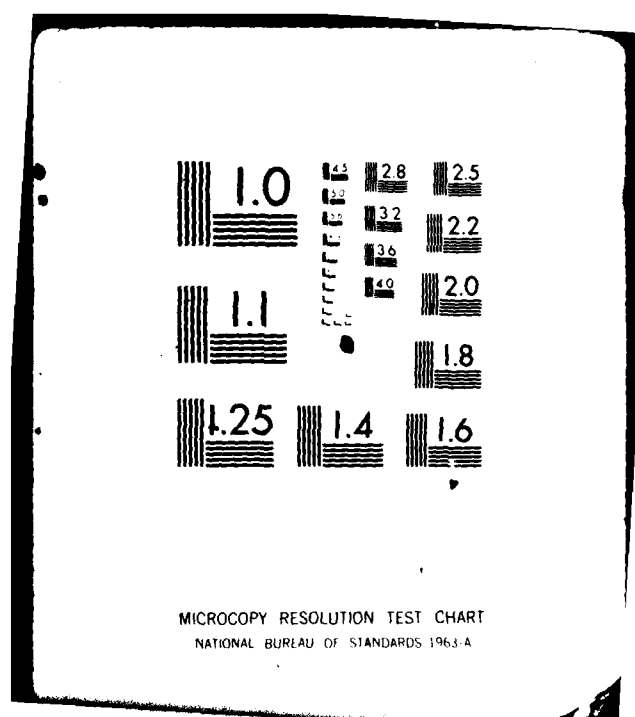 1.0
4.5 2.8 2.5
5.0 3.2 2.2
3.6
4.0 2.0
1.1
1.8
1.25 1.4 1.6
MICROCOPY RESOLUTION TEST CHART
NATIONAL BUREAU OF STANDARDS 1963-A